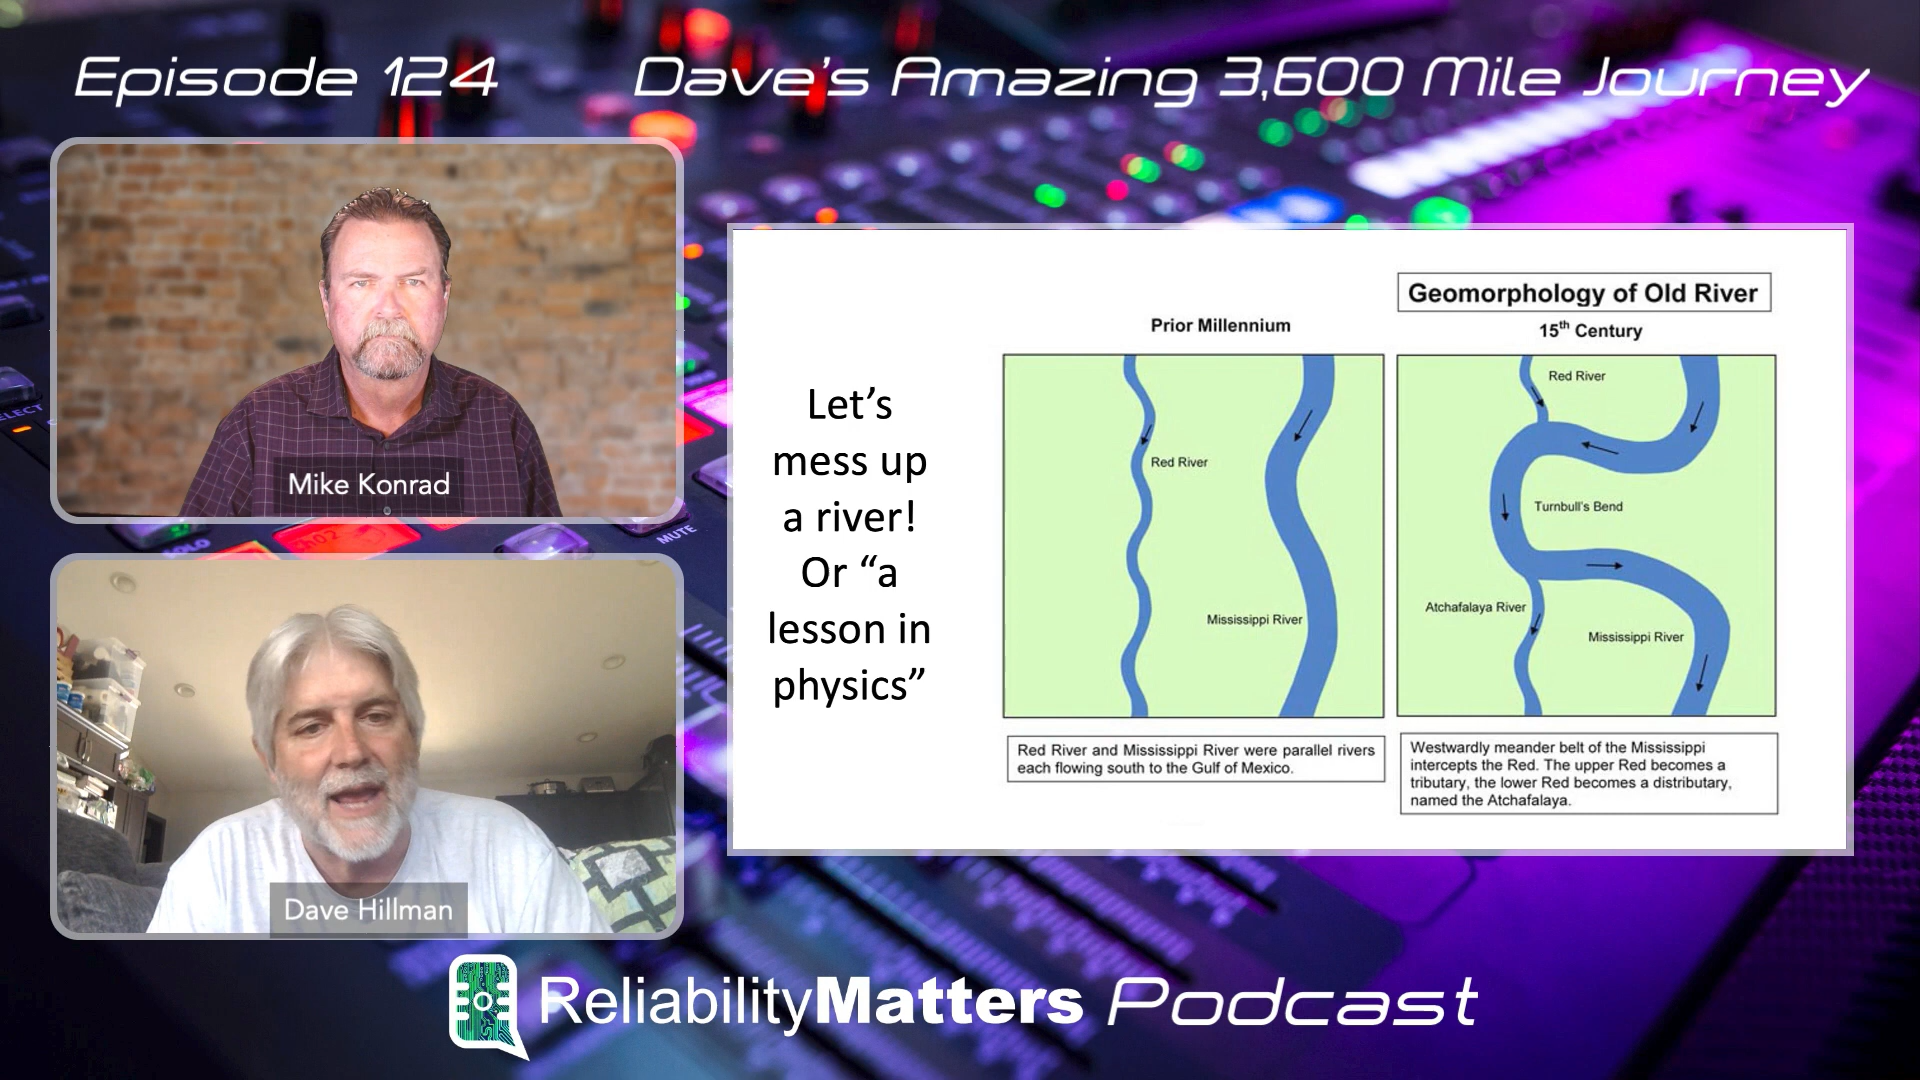 Episode 124
Dave's Amazing 3,600 Mile Journey
Mike Konrad
Dave Hillman
SOLO
Ch02
MUTE
Let's
mess up
a river!
Or “a
lesson in
physics”
Geomorphology of Old River
Prior Millennium
15th Century
Red River
Mississippi River
Red River
Turnbull's Bend
Atchafalaya River
Mississippi River
Red River and Mississippi River were parallel rivers
each flowing south to the Gulf of Mexico.
Westwardly meander belt of the Mississippi
intercepts the Red. The upper Red becomes a
tributary, the lower Red becomes a distributary,
named the Atchafalaya.
ReliabilityMatters Podcast